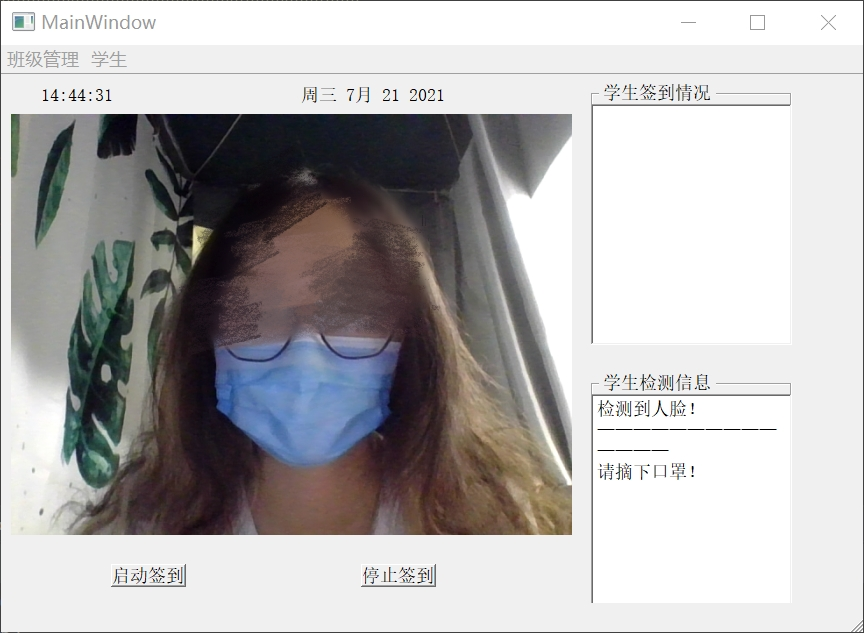 MainWindow
班级管理 学生
14:44:31 周三 7月 21 2021
学生签到情况
学生检测信息
检测到人脸！
——————————
————
请摘下口罩！
启动签到 停止签到